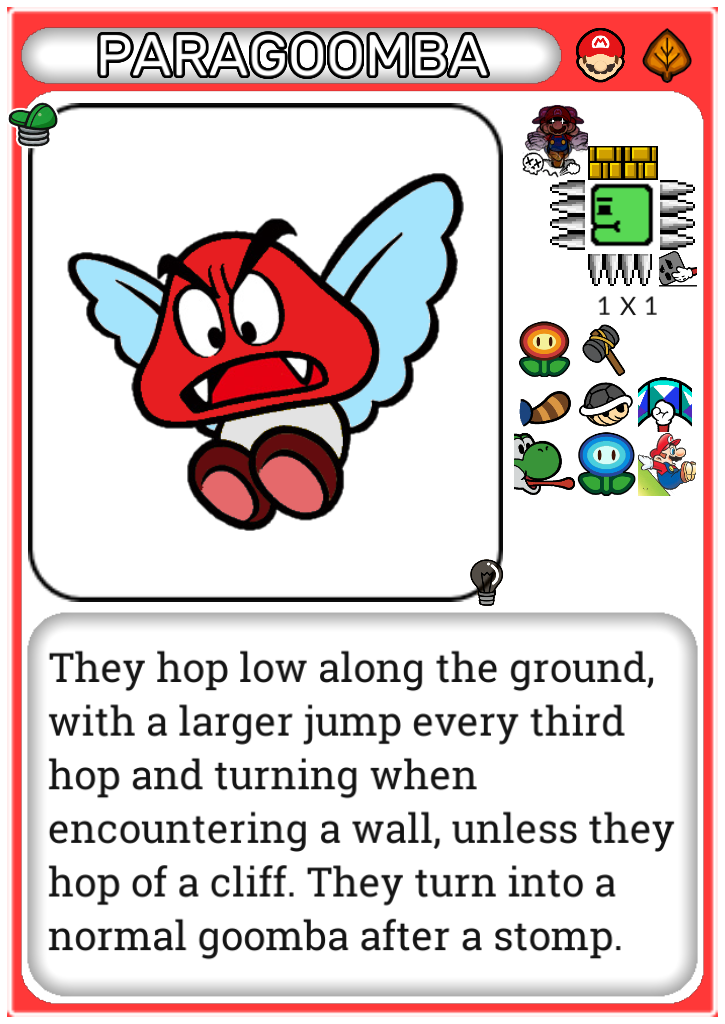 PARAGOOMBA
1 X 1
They hop low along the ground,
with a larger jump every third
hop and turning when
encountering a wall, unless they
hop of a cliff. They turn into a
normal goomba after a stomp.